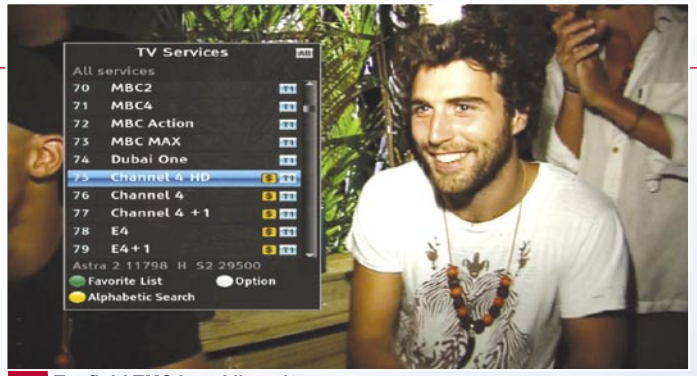 TV Services
All services
70 MBC2
71 MBC4
72 MBC Action
73 MBC MAX
74 Dubai One
75 Channel 4 HD $
76 Channel 4 $
77 Channel 4 +1 $
78 E4 $
79 E4+1 $
Astra 2 11798 H S2 29500
Favorite List Option
Alphabetic Search